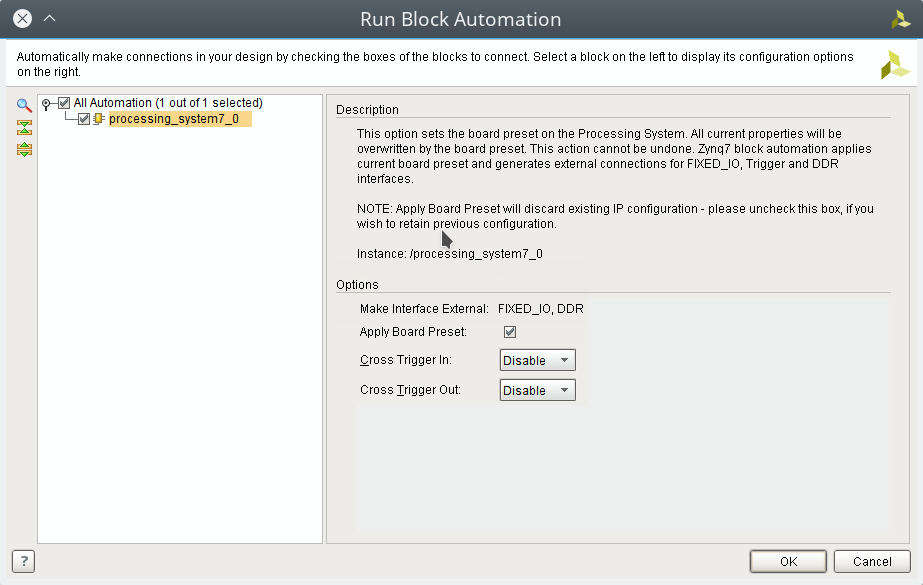 Run Block Automation
Automatically make connections in your design by checking the boxes of the blocks to connect. Select a block on the left to display its configuration options
on the right.
All Automation (1 out of 1 selected)
processing_system7_0
Description
This option sets the board preset on the Processing System. All current properties will be
overwritten by the board preset. This action cannot be undone. Zynq7 block automation applies
current board preset and generates external connections for FIXED_IO, Trigger and DDR
interfaces.
NOTE: Apply Board Preset will discard existing IP configuration - please uncheck this box, if you
wish to retain previous configuration.
Instance: /processing_system7_0
Options
Make Interface External: FIXED_IO, DDR
Apply Board Preset:
Cross Trigger In: Disable
Cross Trigger Out: Disable
?
OK
Cancel